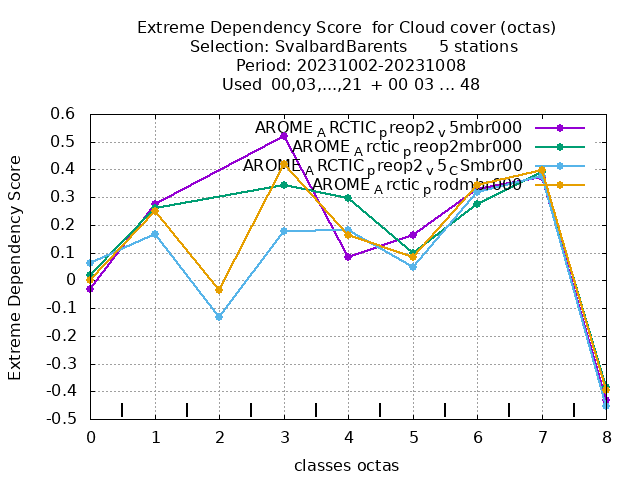 Extreme Dependency Score  for Cloud cover (octas)
Selection: SvalbardBarents      5 stations
Period: 20231002-20231008
Used  00,03,...,21  + 00 03 ... 48
AROME_ARCTIC_preop2_v5mbr000
AROME_Arctic_preop2mbr000
AROME_ARCTIC_preop2_v5_CSmbr00
AROME_Arctic_prodmbr000
Extreme Dependency Score
0.6
0.5
0.4
0.3
0.2
0.1
0
-0.1
-0.2
-0.3
-0.4
-0.5
0 1 2 3 4 5 6 7 8
classes octas